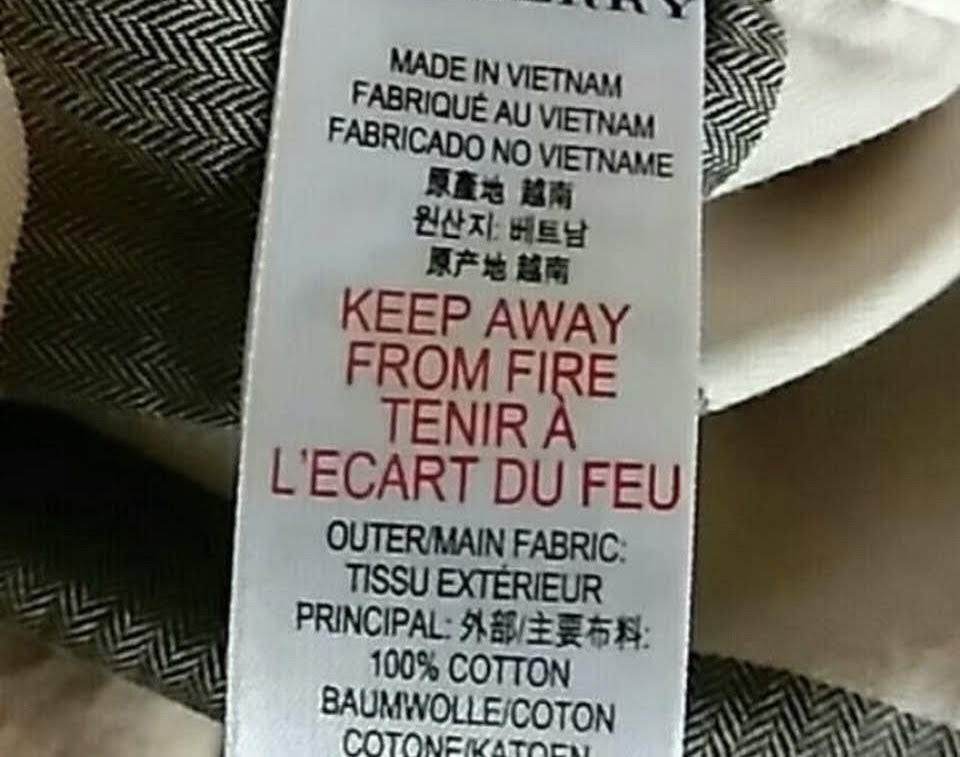 MADE IN VIETNAM
FABRIQUÉ AU VIETNAM
FABRICADO NO VIETNAME
原產地 越南
원산지: 베트남
原产地 越南
KEEP AWAY
FROM FIRE
TENIR À
L'ECART DU FEU
OUTER/MAIN FABRIC:
TISSU EXTÉRIEUR
PRINCIPAL: 外部/主要布料:
100% COTTON
BAUMWOLLE/COTON
COTONE/KATOEN